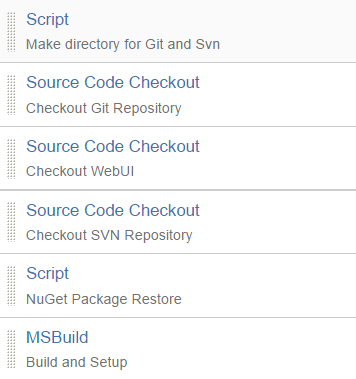 Script
Make directory for Git and Svn
Source Code Checkout
Checkout Git Repository
Source Code Checkout
Checkout WebUI
Source Code Checkout
Checkout SVN Repository
Script
NuGet Package Restore
MSBuild
Build and Setup